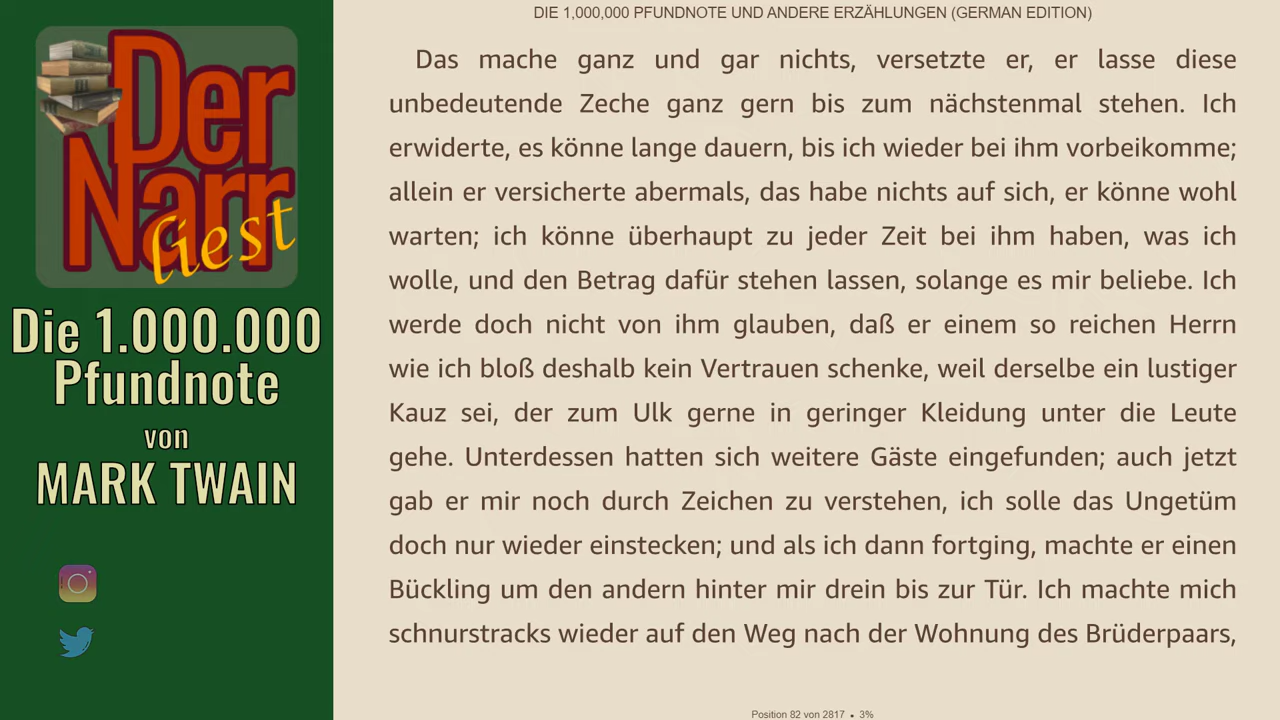 Der
Narr
liest
Die 1.000.000
Pfundnote
von
MARK TWAIN
DIE 1,000,000 PFUNDNOTE UND ANDERE ERZÄHLUNGEN (GERMAN EDITION)
Das mache ganz und gar nichts, versetzte er, er lasse diese
unbedeutende Zeche ganz gern bis zum nächstenmal stehen. Ich
erwiderte, es könne lange dauern, bis ich wieder bei ihm vorbeikomme;
allein er versicherte abermals, das habe nichts auf sich, er könne wohl
warten; ich könne überhaupt zu jeder Zeit bei ihm haben, was ich
wolle, und den Betrag dafür stehen lassen, solange es mir beliebe. Ich
werde doch nicht von ihm glauben, daß er einem so reichen Herrn
wie ich bloß deshalb kein Vertrauen schenke, weil derselbe ein lustiger
Kauz sei, der zum Ulk gerne in geringer Kleidung unter die Leute
gehe. Unterdessen hatten sich weitere Gäste eingefunden; auch jetzt
gab er mir noch durch Zeichen zu verstehen, ich solle das Ungetüm
doch nur wieder einstecken; und als ich dann fortging, machte er einen
Bückling um den andern hinter mir drein bis zur Tür. Ich machte mich
schnurstracks wieder auf den Weg nach der Wohnung des Brüderpaars,
Position 82 von 2817 • 3%